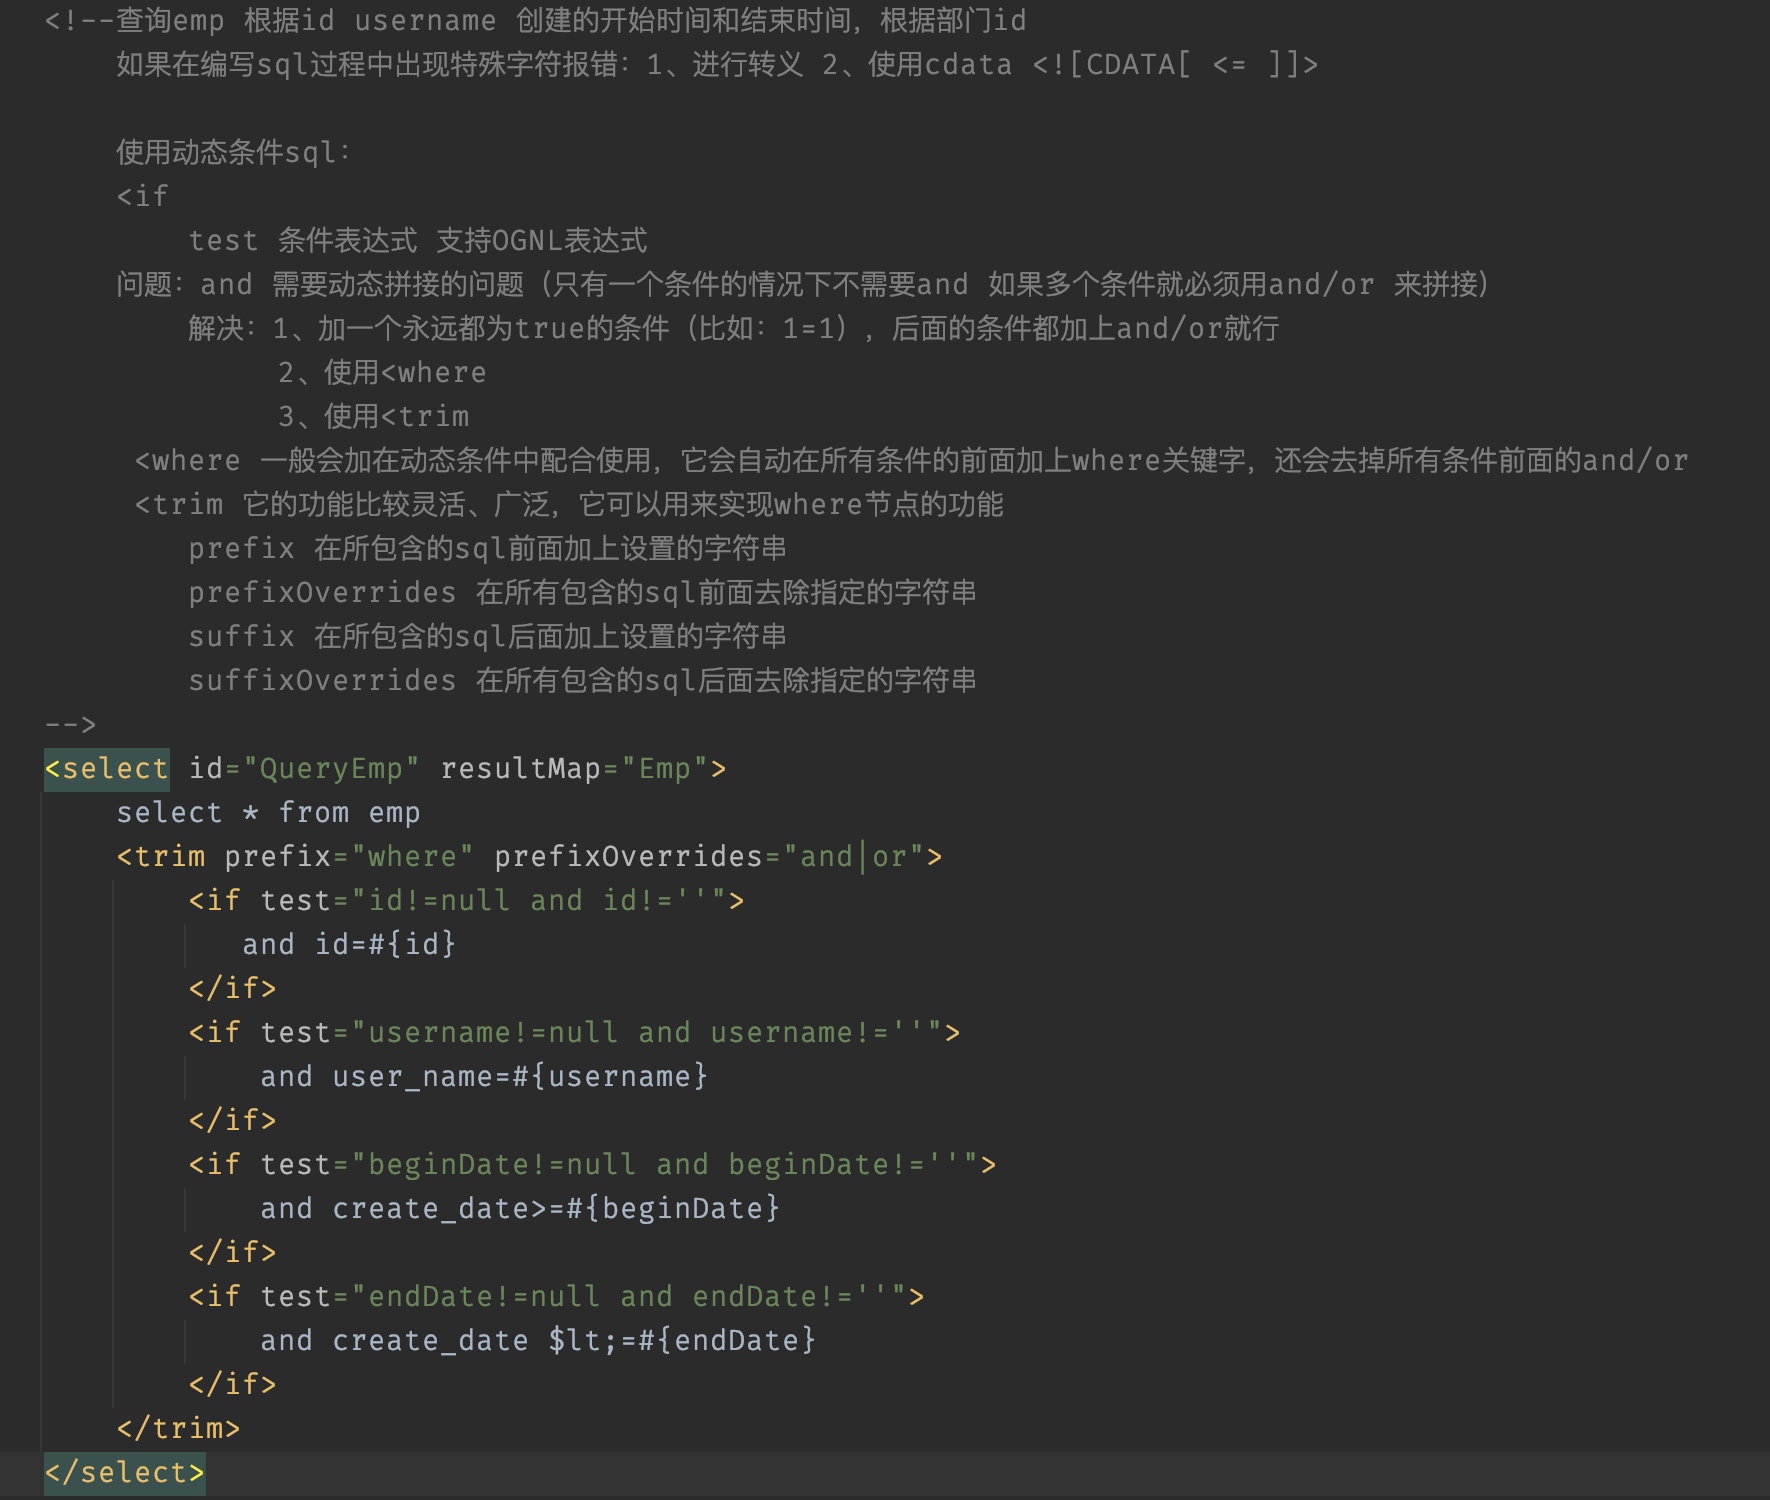 <!--查询emp 根据id username 创建的开始时间和结束时间，根据部门id
如果在编写sql过程中出现特殊字符报错：1、进行转义 2、使用cdata <![CDATA[ <= ]]>
使用动态条件sql：
<if
test 条件表达式 支持OGNL表达式
问题：and 需要动态拼接的问题（只有一个条件的情况下不需要and 如果多个条件就必须用and/or 来拼接）
解决：1、加一个永远都为true的条件（比如：1=1），后面的条件都加上and/or就行
2、使用<where
3、使用<trim
<where 一般会加在动态条件中配合使用，它会自动在所有条件的前面加上where关键字，还会去掉所有条件前面的and/or
<trim 它的功能比较灵活、广泛，它可以用来实现where节点的功能
prefix 在所包含的sql前面加上设置的字符串
prefixOverrides 在所有包含的sql前面去除指定的字符串
suffix 在所包含的sql后面加上设置的字符串
suffixOverrides 在所有包含的sql后面去除指定的字符串
-->
<select id="QueryEmp" resultMap="Emp">
select * from emp
<trim prefix="where" prefixOverrides="and|or">
<if test="id!=null and id!=''">
and id=#{id}
</if>
<if test="username!=null and username!=''">
and user_name=#{username}
</if>
<if test="beginDate!=null and beginDate!=''">
and create_date>=#{beginDate}
</if>
<if test="endDate!=null and endDate!=''">
and create_date $lt;=#{endDate}
</if>
</trim>
</select>